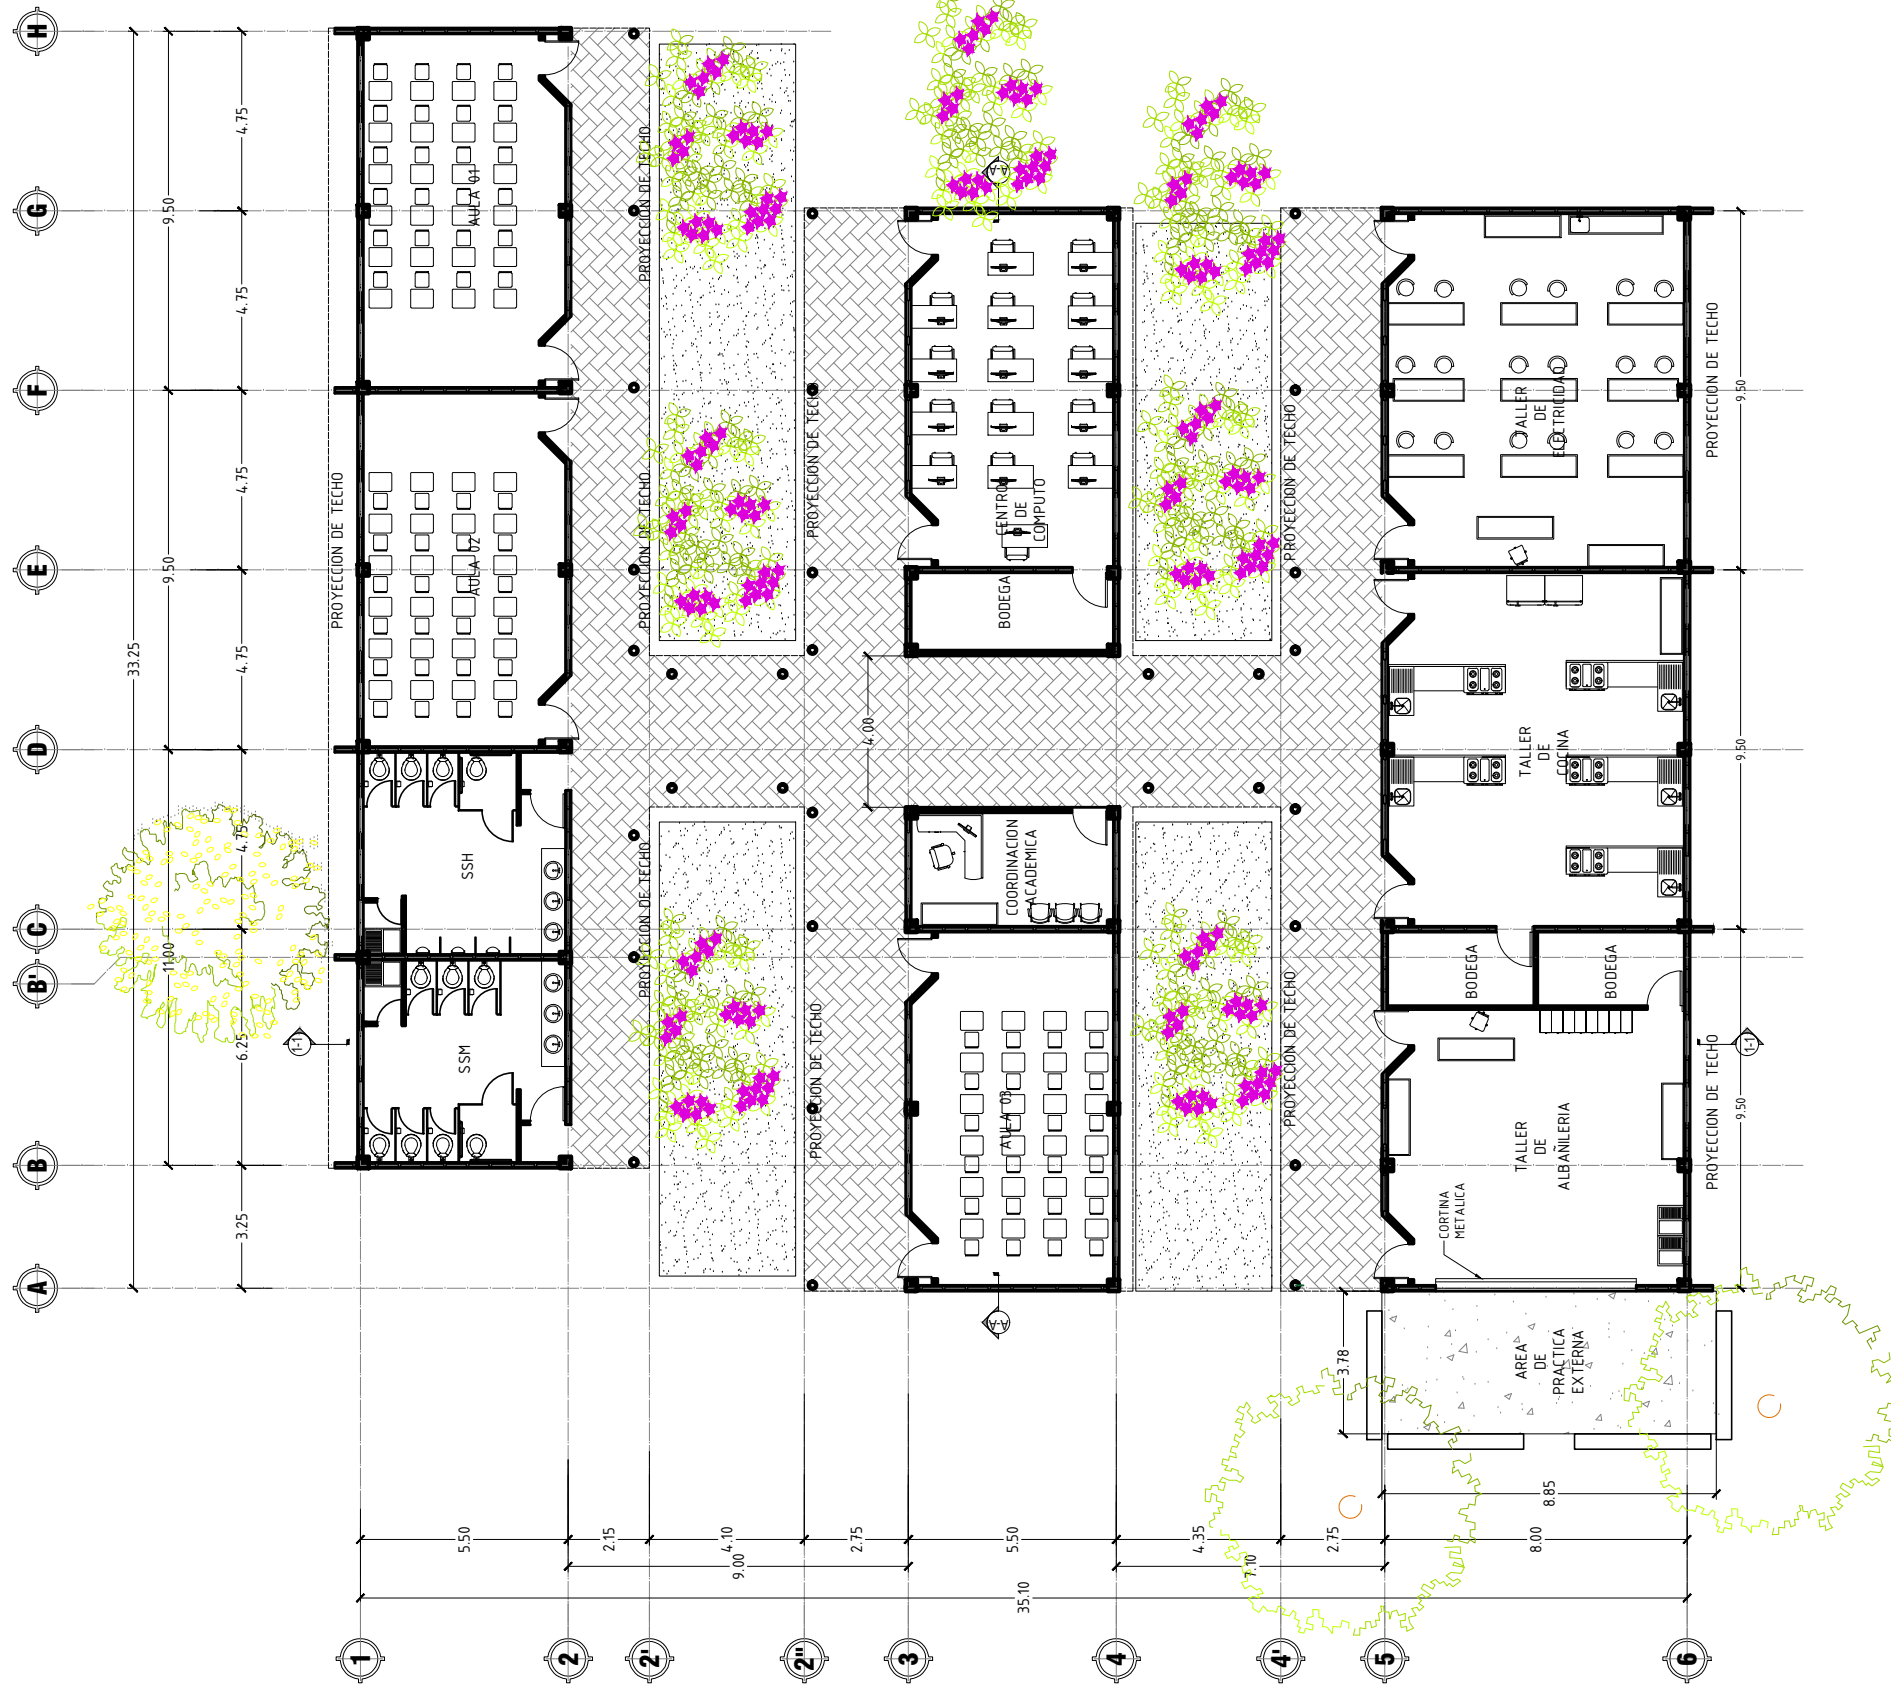 H
G
F
E
D
C
B'
B
A
33.25
9.50
9.50
11.00
4.75
4.75
4.75
4.75
4.75
6.25
3.25
PROYECCION DE TECHO
AULA 01
AULA 02
SSH
SSM
1-1
PROYECCION DE TECHO
PROYECCION DE TECHO
PROYECCION DE TECHO
PROYECCION DE TECHO
PROYECCION DE TECHO
A-A
CENTRO
DE
COMPUTO
BODEGA
4.00
COORDINACION
ACADEMICA
AULA 03
A-A
PROYECCION DE TECHO
PROYECCION DE TECHO
TALLER
DE
ELECTRICIDAD
TALLER
DE
COCINA
BODEGA
BODEGA
TALLER
DE
ALBAÑILERIA
CORTINA
METALICA
AREA
DE
PRACTICA
EXTERNA
PROYECCION DE TECHO
PROYECCION DE TECHO
1-1
9.50
9.50
9.50
3.78
8.85
5.50
2.15
4.10
2.75
5.50
4.35
2.75
8.00
9.00
7.10
35.10
1
2
2'
2"
3
4
4'
5
6